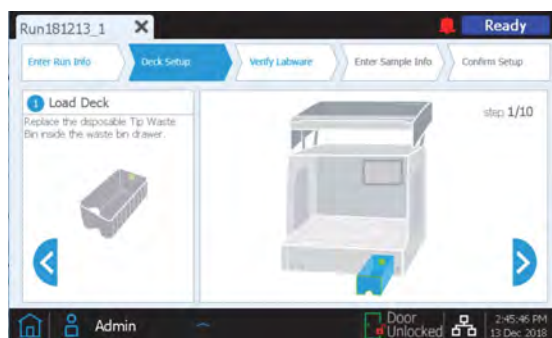 Run181213_1
Ready
Enter Run Info
Deck Setup
Verify Labware
Enter Sample Info
Confirm Setup
1 Load Deck
Replace the disposable Tip Waste
Bin inside the waste bin drawer.
step 1/10
Admin
Door
Unlocked
2:45:46 PM
13 Dec 2018